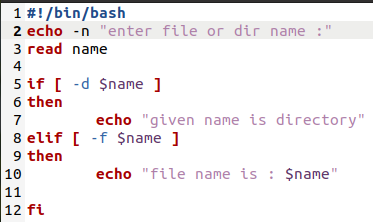 1 #!/bin/bash
2 echo -n "enter file or dir name :"
3 read name
4
5 if [ -d $name ]
6 then
7         echo "given name is directory"
8 elif [ -f $name ]
9 then
10         echo "file name is : $name"
11
12 fi